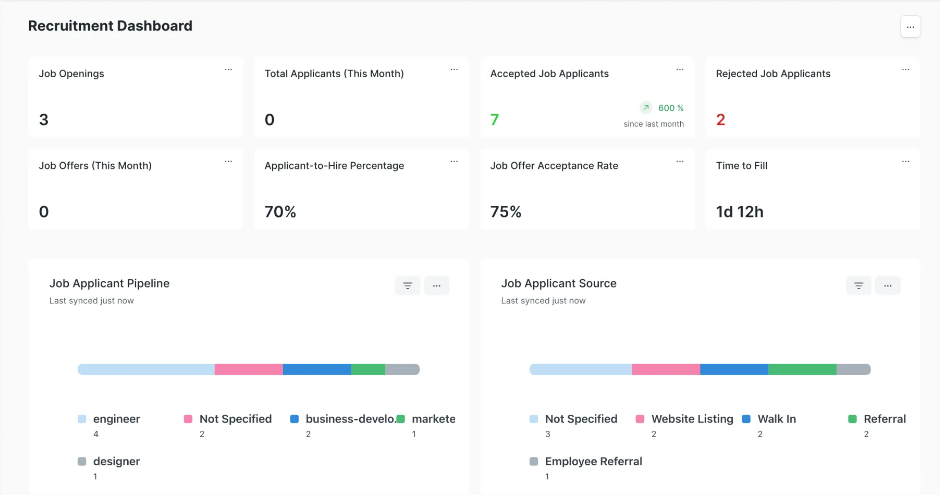 Recruitment Dashboard
...
Job Openings ...
3
Total Applicants (This Month) ...
0
Accepted Job Applicants ...
7
600 %
since last month
Rejected Job Applicants ...
2
Job Offers (This Month) ...
0
Applicant-to-Hire Percentage ...
70%
Job Offer Acceptance Rate ...
75%
Time to Fill ...
1d 12h
Job Applicant Pipeline
...
Last synced just now
engineer
4
Not Specified
2
business-develo..
2
markete
1
designer
1
Job Applicant Source
...
Last synced just now
Not Specified
3
Website Listing
2
Walk In
2
Referral
2
Employee Referral
1